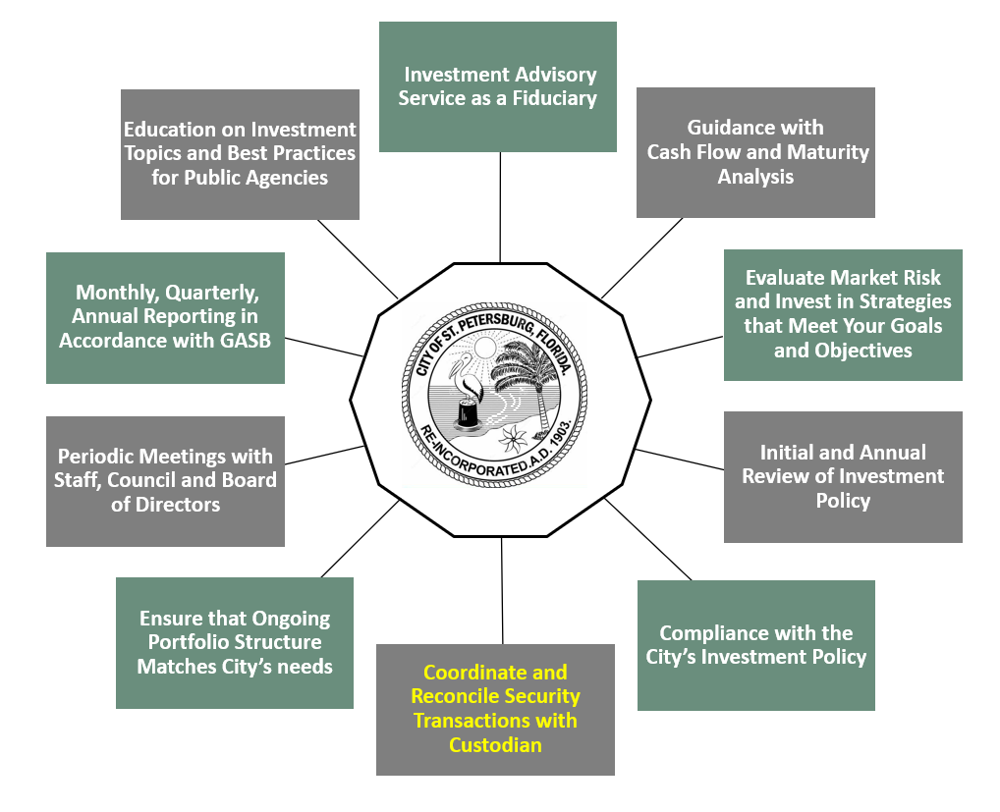 Investment Advisory
Service as a Fiduciary
Guidance with
Cash Flow and Maturity
Analysis
Evaluate Market Risk
and Invest in Strategies
that Meet Your Goals
and Objectives
Initial and Annual
Review of Investment
Policy
Compliance with the
City’s Investment Policy
Coordinate and
Reconcile Security
Transactions with
Custodian
Ensure that Ongoing
Portfolio Structure
Matches City’s needs
Periodic Meetings with
Staff, Council and Board
of Directors
Monthly, Quarterly,
Annual Reporting in
Accordance with GASB
Education on Investment
Topics and Best Practices
for Public Agencies
CITY OF ST. PETERSBURG, FLORIDA.
RE-INCORPORATED.A.D. 1903.